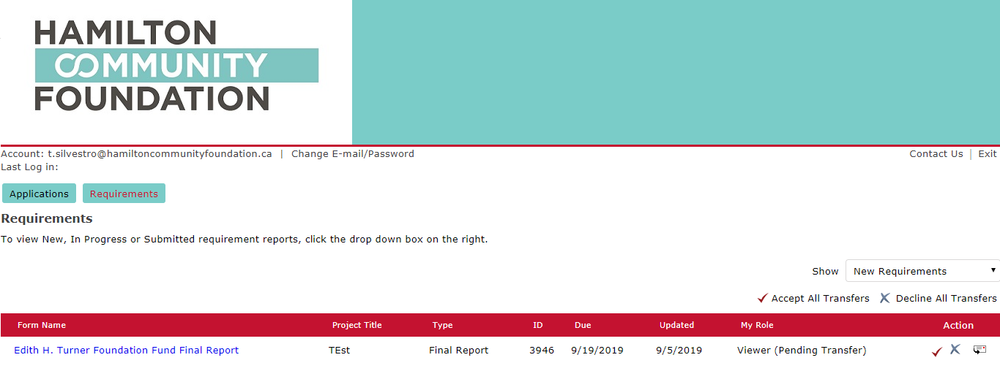 HAMILTON
COMMUNITY
FOUNDATION
Account: t.silvestro@hamiltoncommunityfoundation.ca | Change E-mail/Password Contact Us | Exit
Last Log in:
Applications Requirements
Requirements
To view New, In Progress or Submitted requirement reports, click the drop down box on the right.
Show New Requirements
Accept All Transfers Decline All Transfers
Form Name Project Title Type ID Due Updated My Role Action
Edith H. Turner Foundation Fund Final Report TEst Final Report 3946 9/19/2019 9/5/2019 Viewer (Pending Transfer)